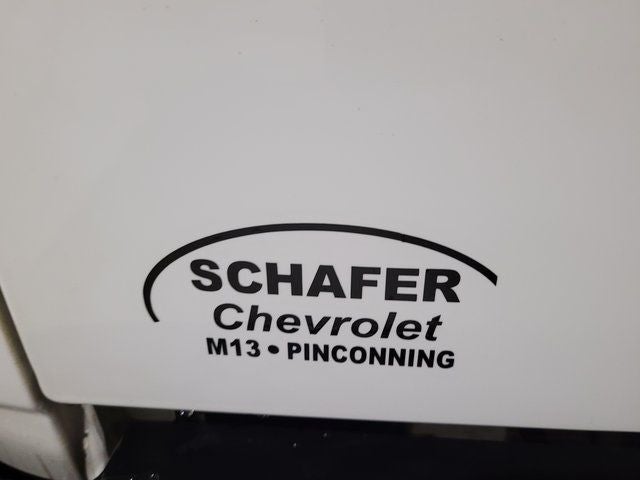 SCHAFER
Chevrolet
M13 • PINCONNING